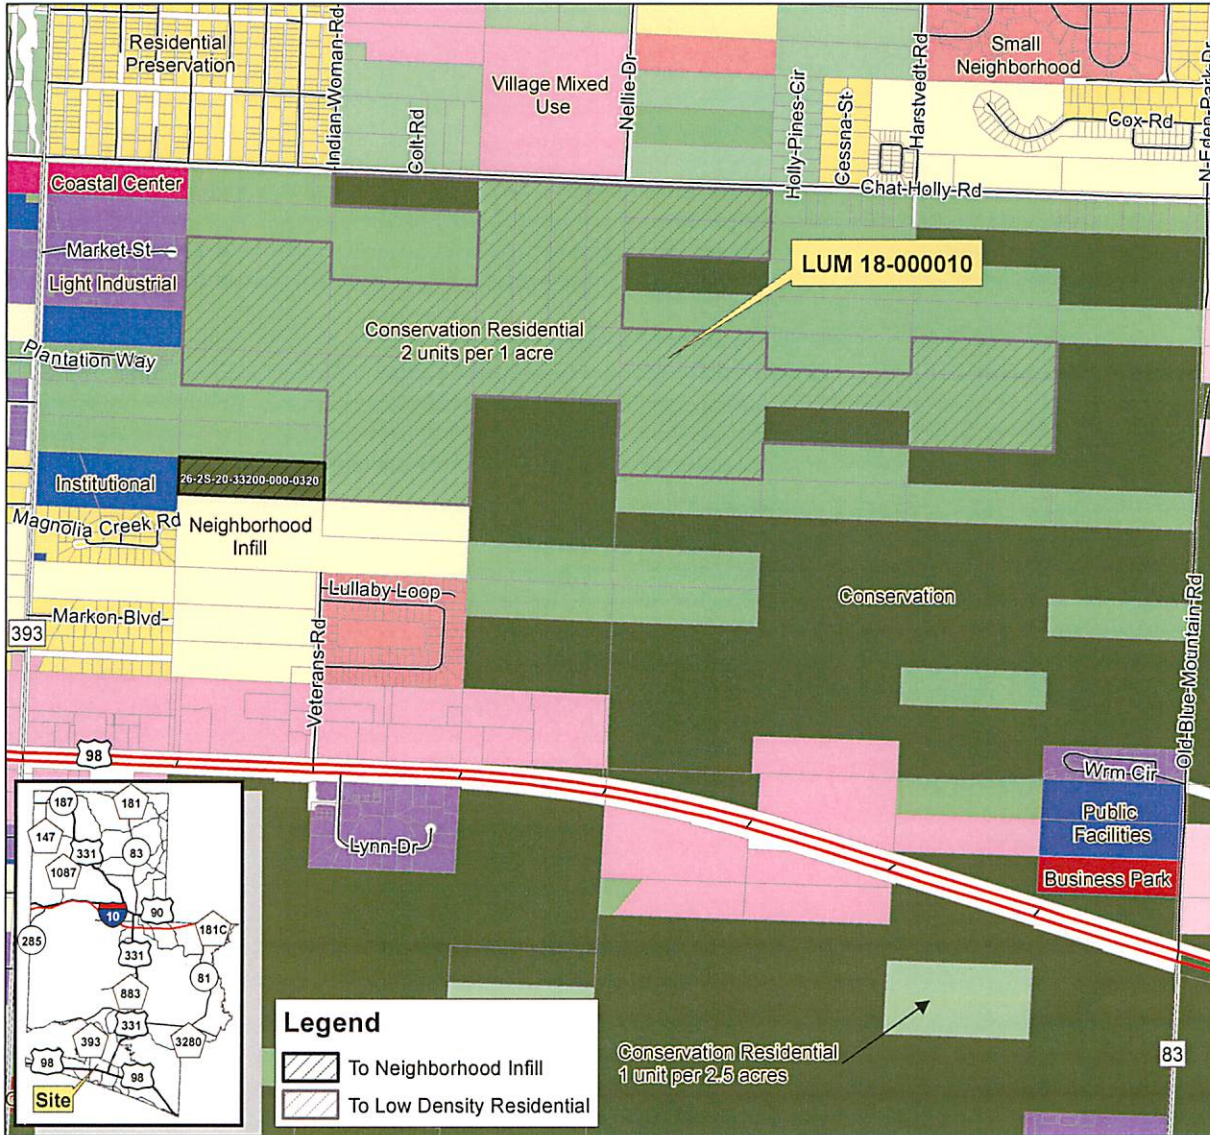 Residential
Preservation
Indian-Woman-Rd
Colt-Rd
Village Mixed
Use
Nellie-Dr
Holly-Pines-Cir
Cessna-St
Harstvedt-Rd
Small
Neighborhood
Cox-Rd
N-Eden-Park-Dr
Chat-Holly-Rd
Coastal Center
Market-St
Light Industrial
LUM 18-000010
Conservation Residential
2 units per 1 acre
Plantation Way
Institutional
26-2S-20-33200-000-0320
Magnolia Creek Rd
Neighborhood
Infill
Lullaby-Loop
Conservation
Markon-Blvd
393
Veterans-Rd
Old-Blue-Mountain-Rd
98
Wrm Cir
Public
Facilities
Lynn-Dr
Business Park
187
181
147
331
83
1087
10
90
181C
285
331
81
883
331
393
3280
98
98
Site
Legend
To Neighborhood Infill
To Low Density Residential
Conservation Residential
1 unit per 2.5 acres
83